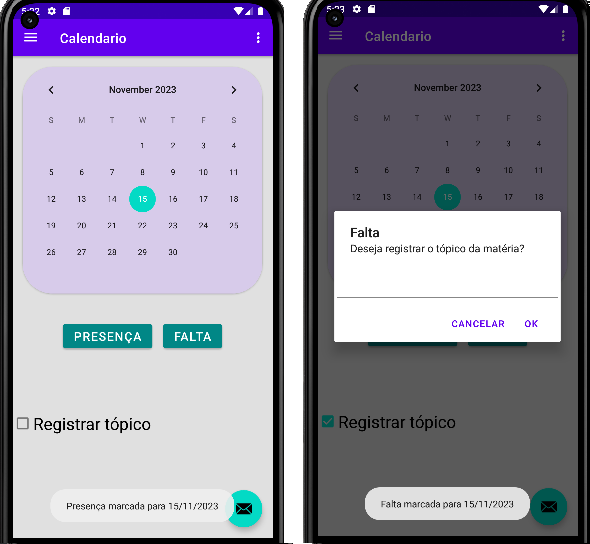 5:22
Calendario
November 2023
S M T W T F S
1 2 3 4
5 6 7 8 9 10 11
12 13 14 15 16 17 18
19 20 21 22 23 24 25
26 27 28 29 30
PRESENÇA FALTA
Registrar tópico
Presença marcada para 15/11/2023
5:23
Calendario
November 2023
S M T W T F S
1 2 3 4
5 6 7 8 9 10 11
12 13 14 15 16 17 18
Falta
Deseja registrar o tópico da matéria?
CANCELAR OK
Registrar tópico
Falta marcada para 15/11/2023